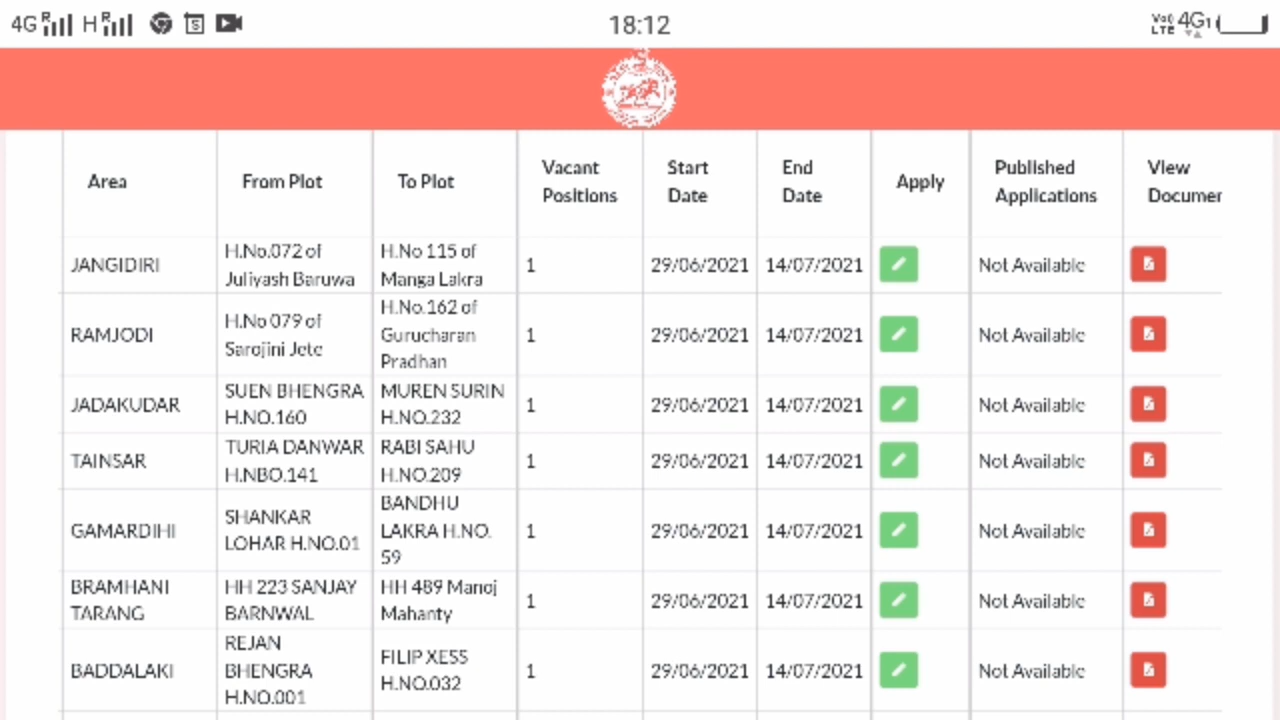 4G R H R 18:12 Vo) LTE 4G1
Area From Plot To Plot Vacant Positions Start Date End Date Apply Published Applications View Documer
JANGIDIRI H.No.072 of Juliyash Baruwa H.No 115 of Manga Lakra 1 29/06/2021 14/07/2021 Not Available
RAMJODI H.No 079 of Sarojini Jete H.No.162 of Gurucharan Pradhan 1 29/06/2021 14/07/2021 Not Available
JADAKUDAR SUEN BHENGRA H.NO.160 MUREN SURIN H.NO.232 1 29/06/2021 14/07/2021 Not Available
TAINSAR TURIA DANWAR H.NBO.141 RABI SAHU H.NO.209 1 29/06/2021 14/07/2021 Not Available
GAMARDIHI SHANKAR LOHAR H.NO.01 BANDHU LAKRA H.NO. 59 1 29/06/2021 14/07/2021 Not Available
BRAMHANI TARANG HH 223 SANJAY BARNWAL HH 489 Manoj Mahanty 1 29/06/2021 14/07/2021 Not Available
BADDALAKI REJAN BHENGRA H.NO.001 FILIP XESS H.NO.032 1 29/06/2021 14/07/2021 Not Available